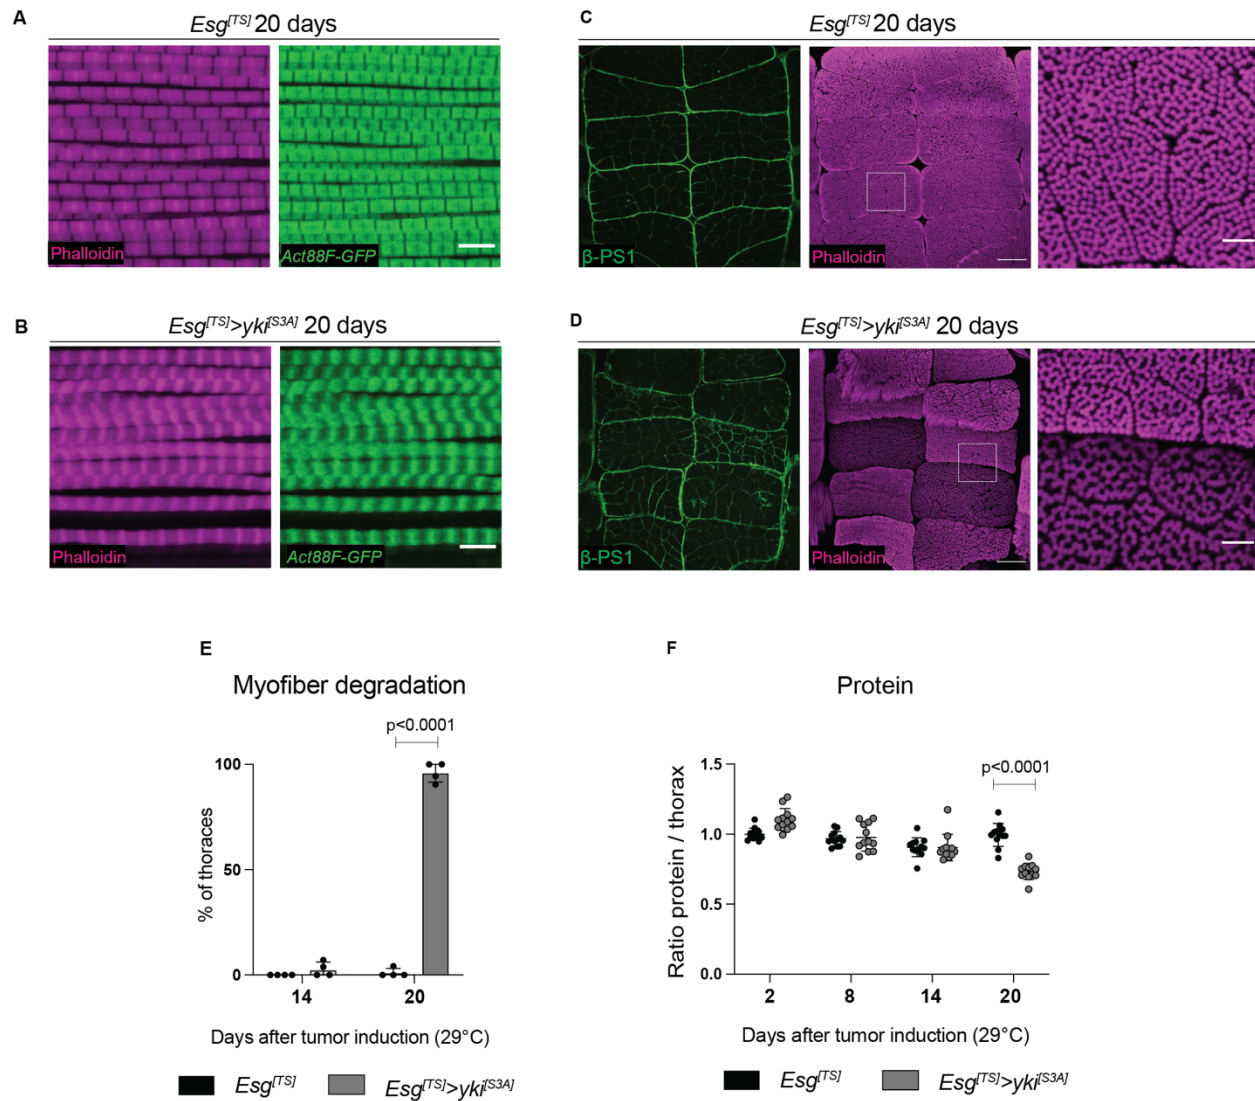 A
Esg[TS] 20 days
Phalloidin
Act88F-GFP
B
Esg[TS]>yki[S3A] 20 days
Phalloidin
Act88F-GFP
C
Esg[TS] 20 days
β-PS1
Phalloidin
D
Esg[TS]>yki[S3A] 20 days
β-PS1
Phalloidin
E
Myofiber degradation
p<0.0001
% of thoraces
100
50
0
14
20
Days after tumor induction (29°C)
Esg[TS]
Esg[TS]>yki[S3A]
F
Protein
p<0.0001
Ratio protein / thorax
1.5
1.0
0.5
0.0
2
8
14
20
Days after tumor induction (29°C)
Esg[TS]
Esg[TS]>yki[S3A]